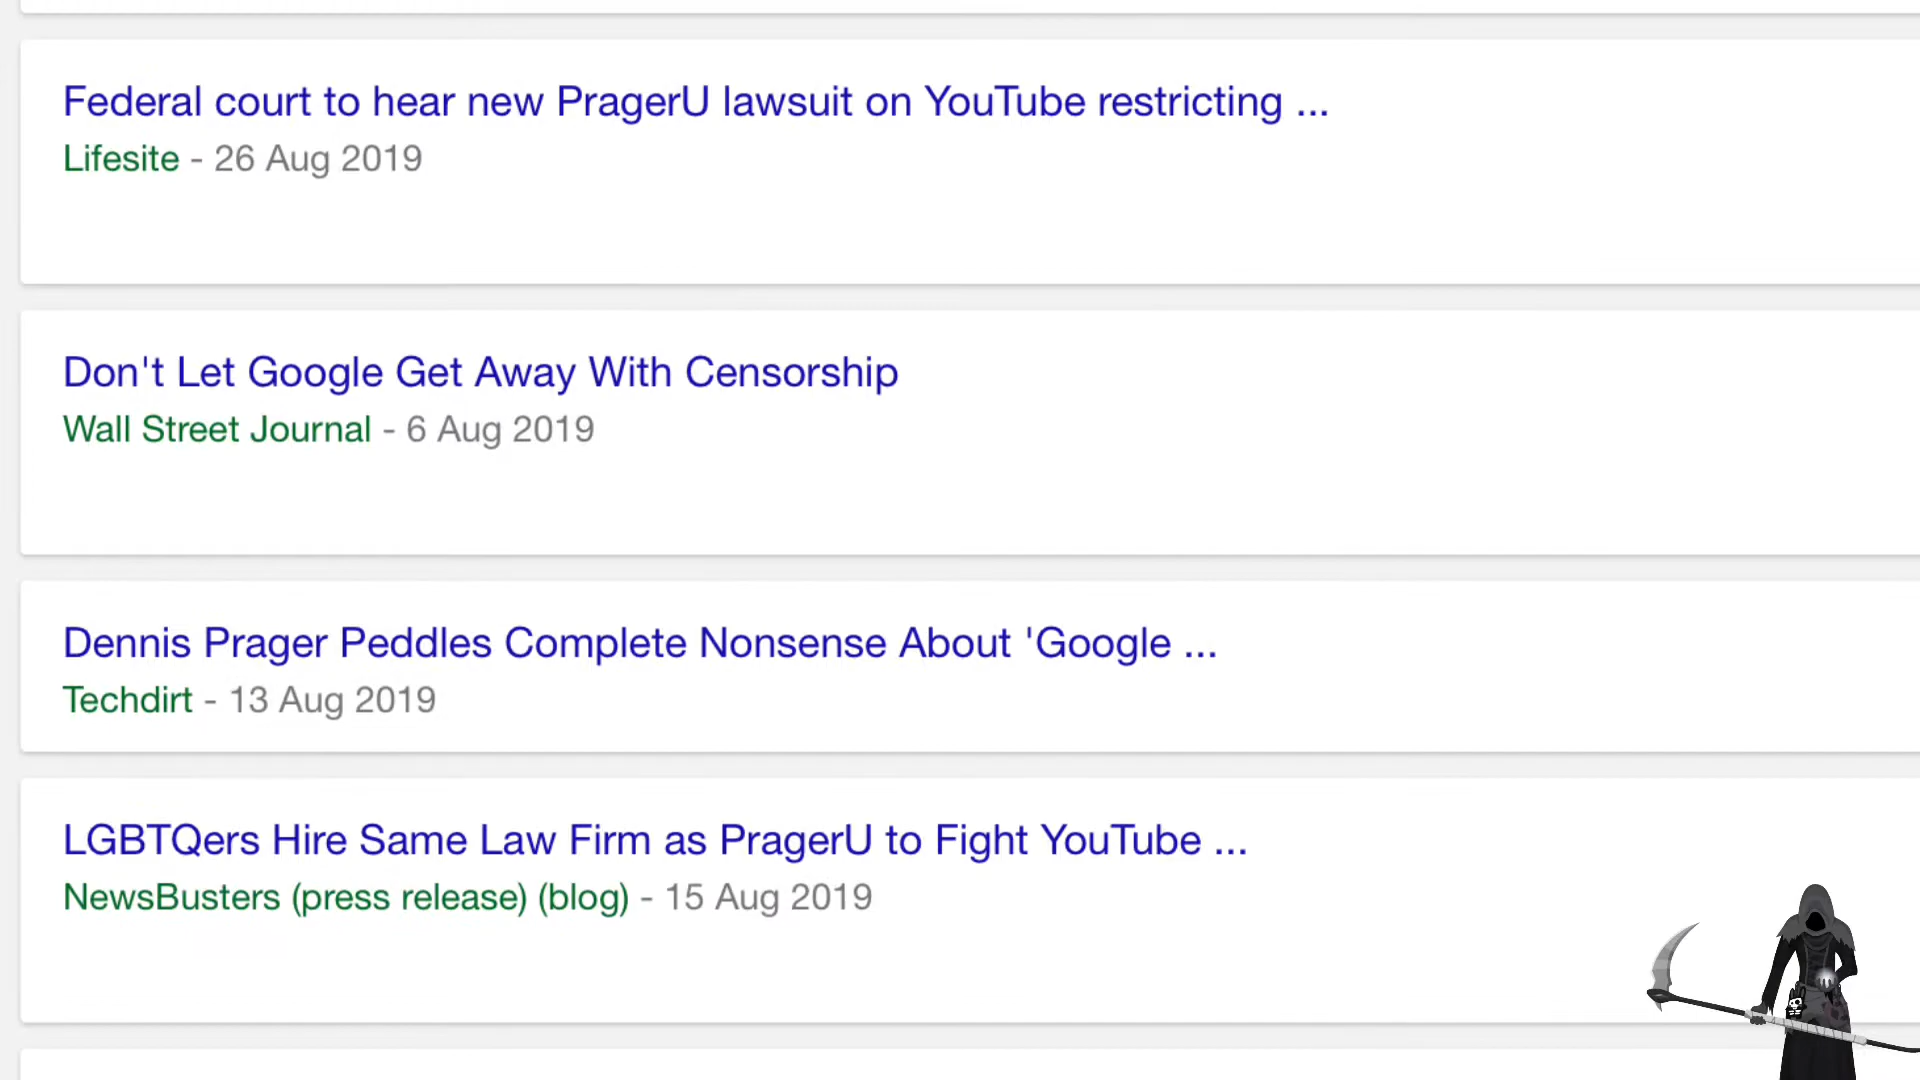 Federal court to hear new PragerU lawsuit on YouTube restricting ...
Lifesite - 26 Aug 2019
Don't Let Google Get Away With Censorship
Wall Street Journal - 6 Aug 2019
Dennis Prager Peddles Complete Nonsense About 'Google ...
Techdirt - 13 Aug 2019
LGBTQers Hire Same Law Firm as PragerU to Fight YouTube ...
NewsBusters (press release) (blog) - 15 Aug 2019